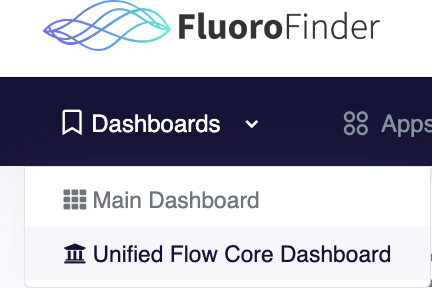 FluoroFinder
Dashboards
Apps
Main Dashboard
Unified Flow Core Dashboard